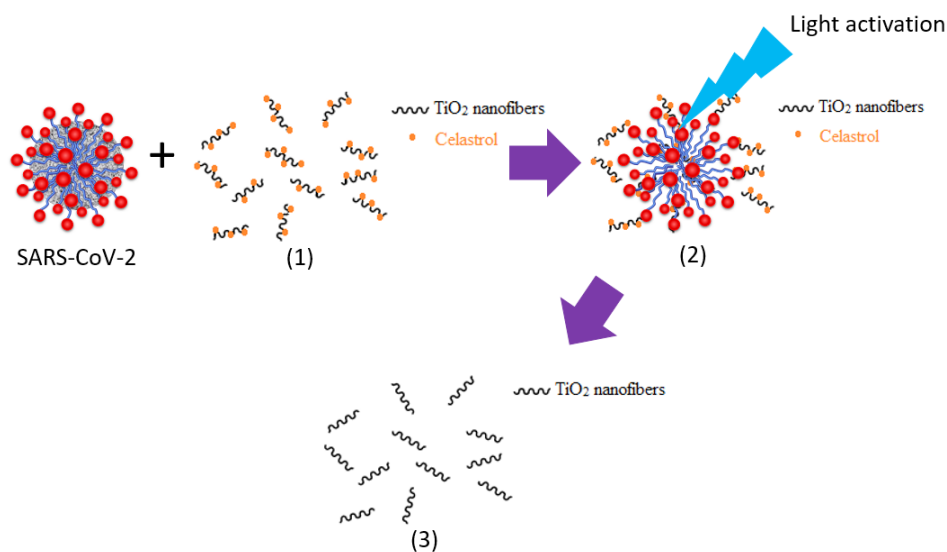 Light activation
TiO₂ nanofibers
Celastrol
TiO₂ nanofibers
Celastrol
+
SARS-CoV-2
(1)
(2)
TiO₂ nanofibers
(3)